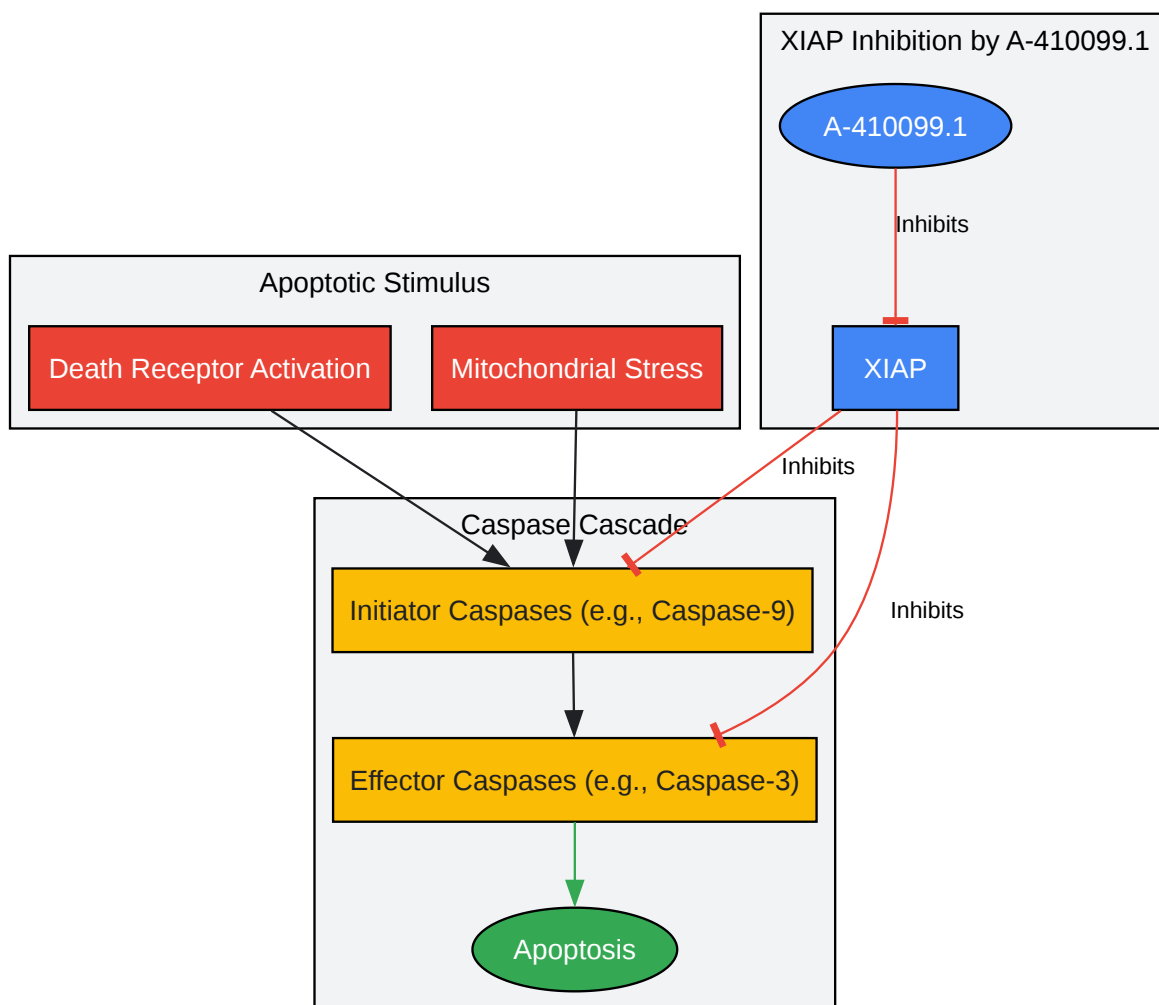 XIAP Inhibition by A-410099.1
A-410099.1
Inhibits
Apoptotic Stimulus
Death Receptor Activation
Mitochondrial Stress
XIAP
Inhibits
Caspase Cascade
Initiator Caspases (e.g., Caspase-9)
Inhibits
Effector Caspases (e.g., Caspase-3)
Apoptosis